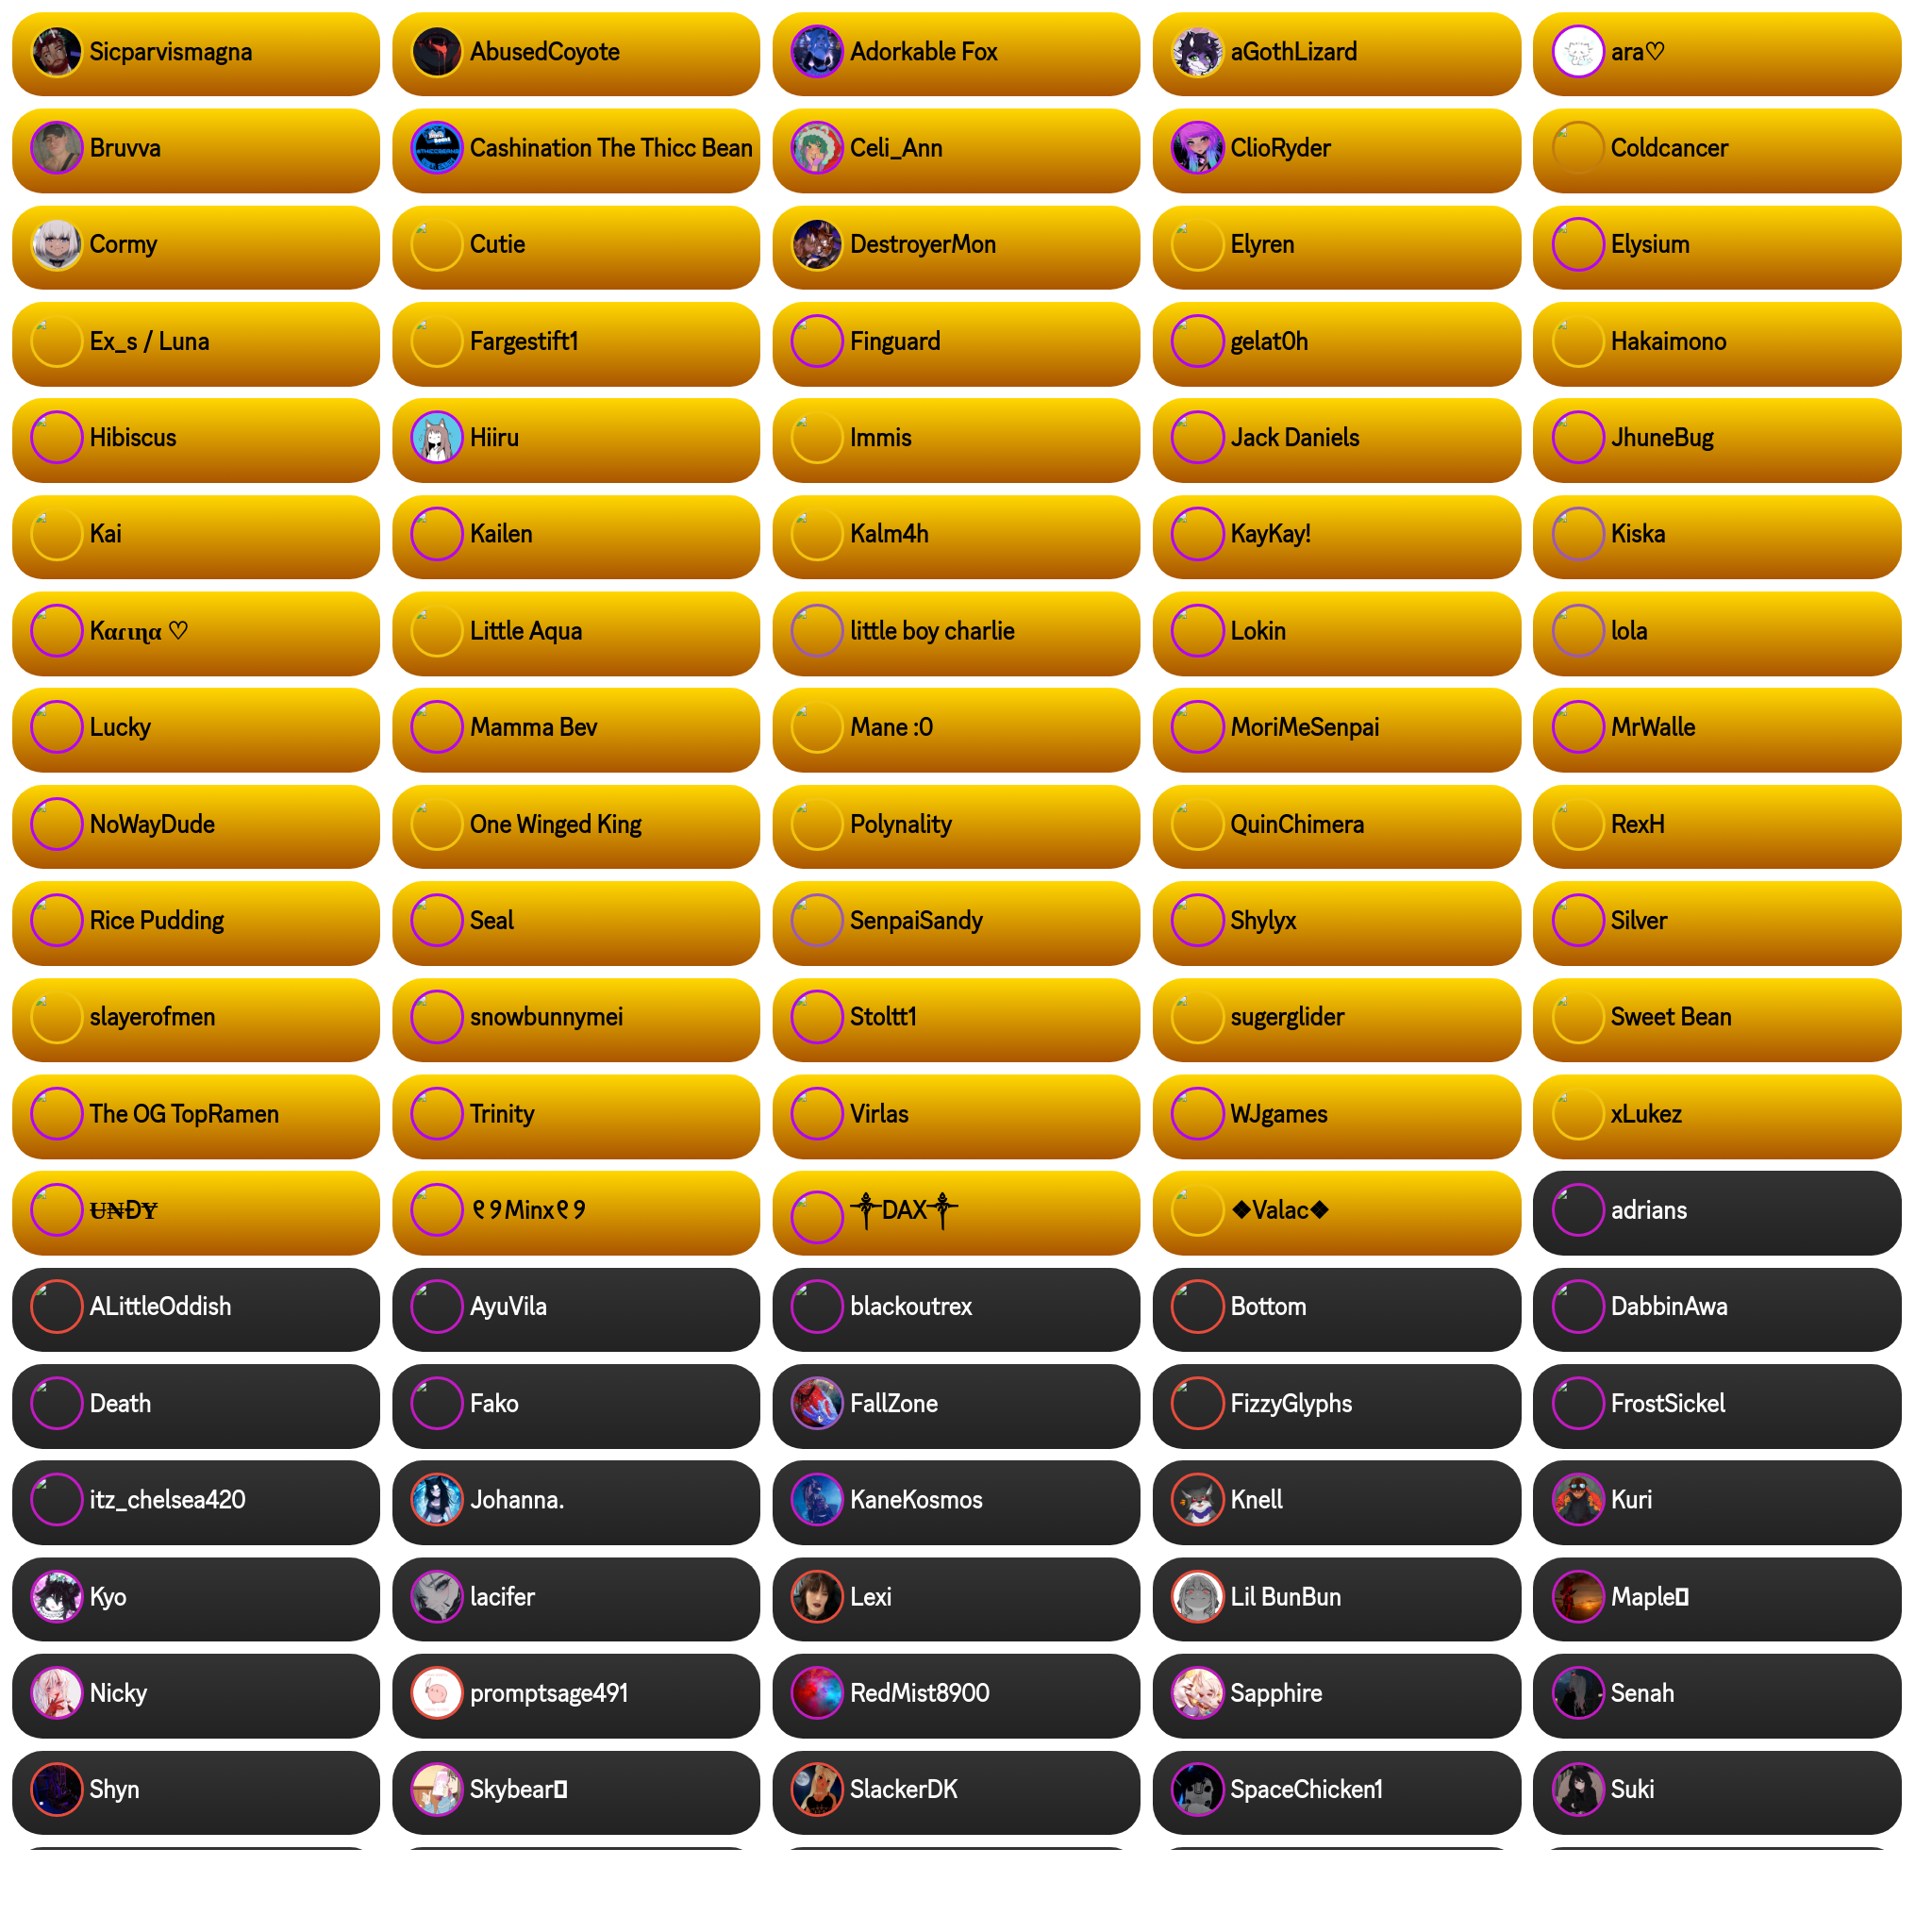 Sicparvismagna
AbusedCoyote
Adorkable Fox
aGothLizard
ara♡
Bruvva
Cashination The Thicc Bean
Celi_Ann
ClioRyder
Coldcancer
Cormy
Cutie
DestroyerMon
Elyren
Elysium
Ex_s / Luna
Fargestift1
Finguard
gelat0h
Hakaimono
Hibiscus
Hiiru
Immis
Jack Daniels
JhuneBug
Kai
Kailen
Kalm4h
KayKay!
Kiska
Kαɾιɳα ♡
Little Aqua
little boy charlie
Lokin
lola
Lucky
Mamma Bev
Mane :0
MoriMeSenpai
MrWalle
NoWayDude
One Winged King
Polynality
QuinChimera
RexH
Rice Pudding
Seal
SenpaiSandy
Shylyx
Silver
slayerofmen
snowbunnymei
Stoltt1
sugerglider
Sweet Bean
The OG TopRamen
Trinity
Virlas
WJgames
xLukez
U̶N̶ĐY̶
୧୨Minx୧୨
༒DAX༒
❖Valac❖
adrians
ALittleOddish
AyuVila
blackoutrex
Bottom
DabbinAwa
Death
Fako
FallZone
FizzyGlyphs
FrostSickel
itz_chelsea420
Johanna.
KaneKosmos
Knell
Kuri
Kyo
lacifer
Lexi
Lil BunBun
Maple
Nicky
promptsage491
RedMist8900
Sapphire
Senah
Shyn
Skybear
SlackerDK
SpaceChicken1
Suki